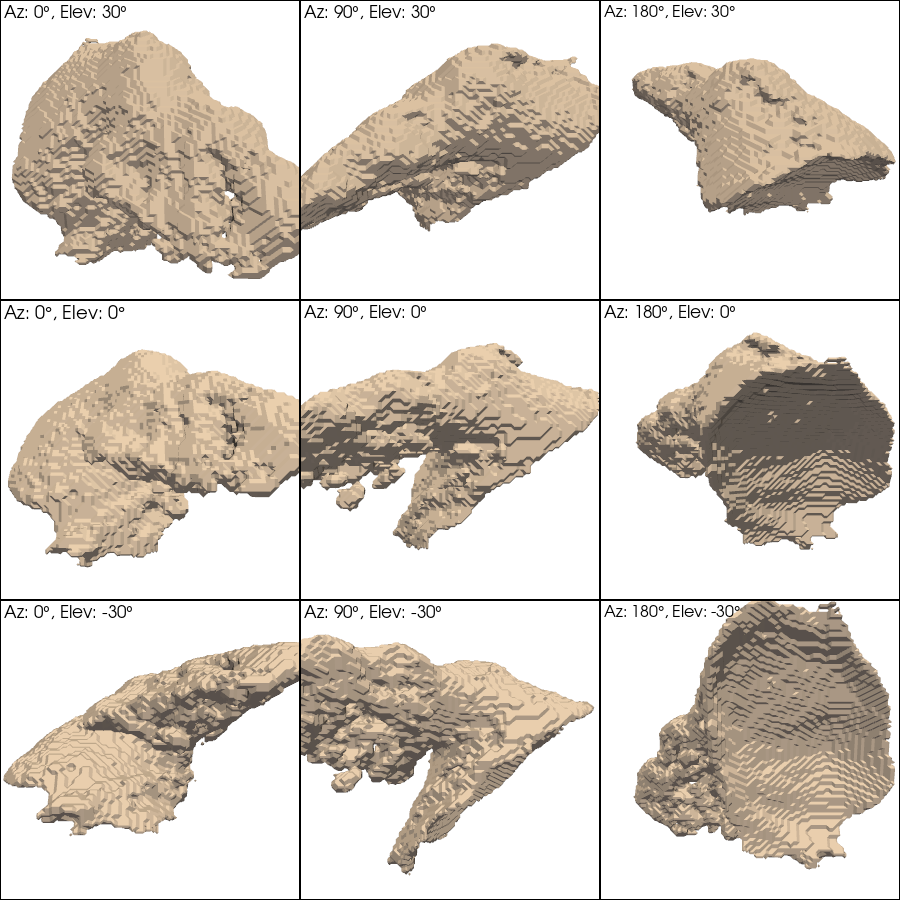 Az: 0°, Elev: 30°
Az: 90°, Elev: 30°
Az: 180°, Elev: 30°
Az: 0°, Elev: 0°
Az: 90°, Elev: 0°
Az: 180°, Elev: 0°
Az: 0°, Elev: -30°
Az: 90°, Elev: -30°
Az: 180°, Elev: -30°